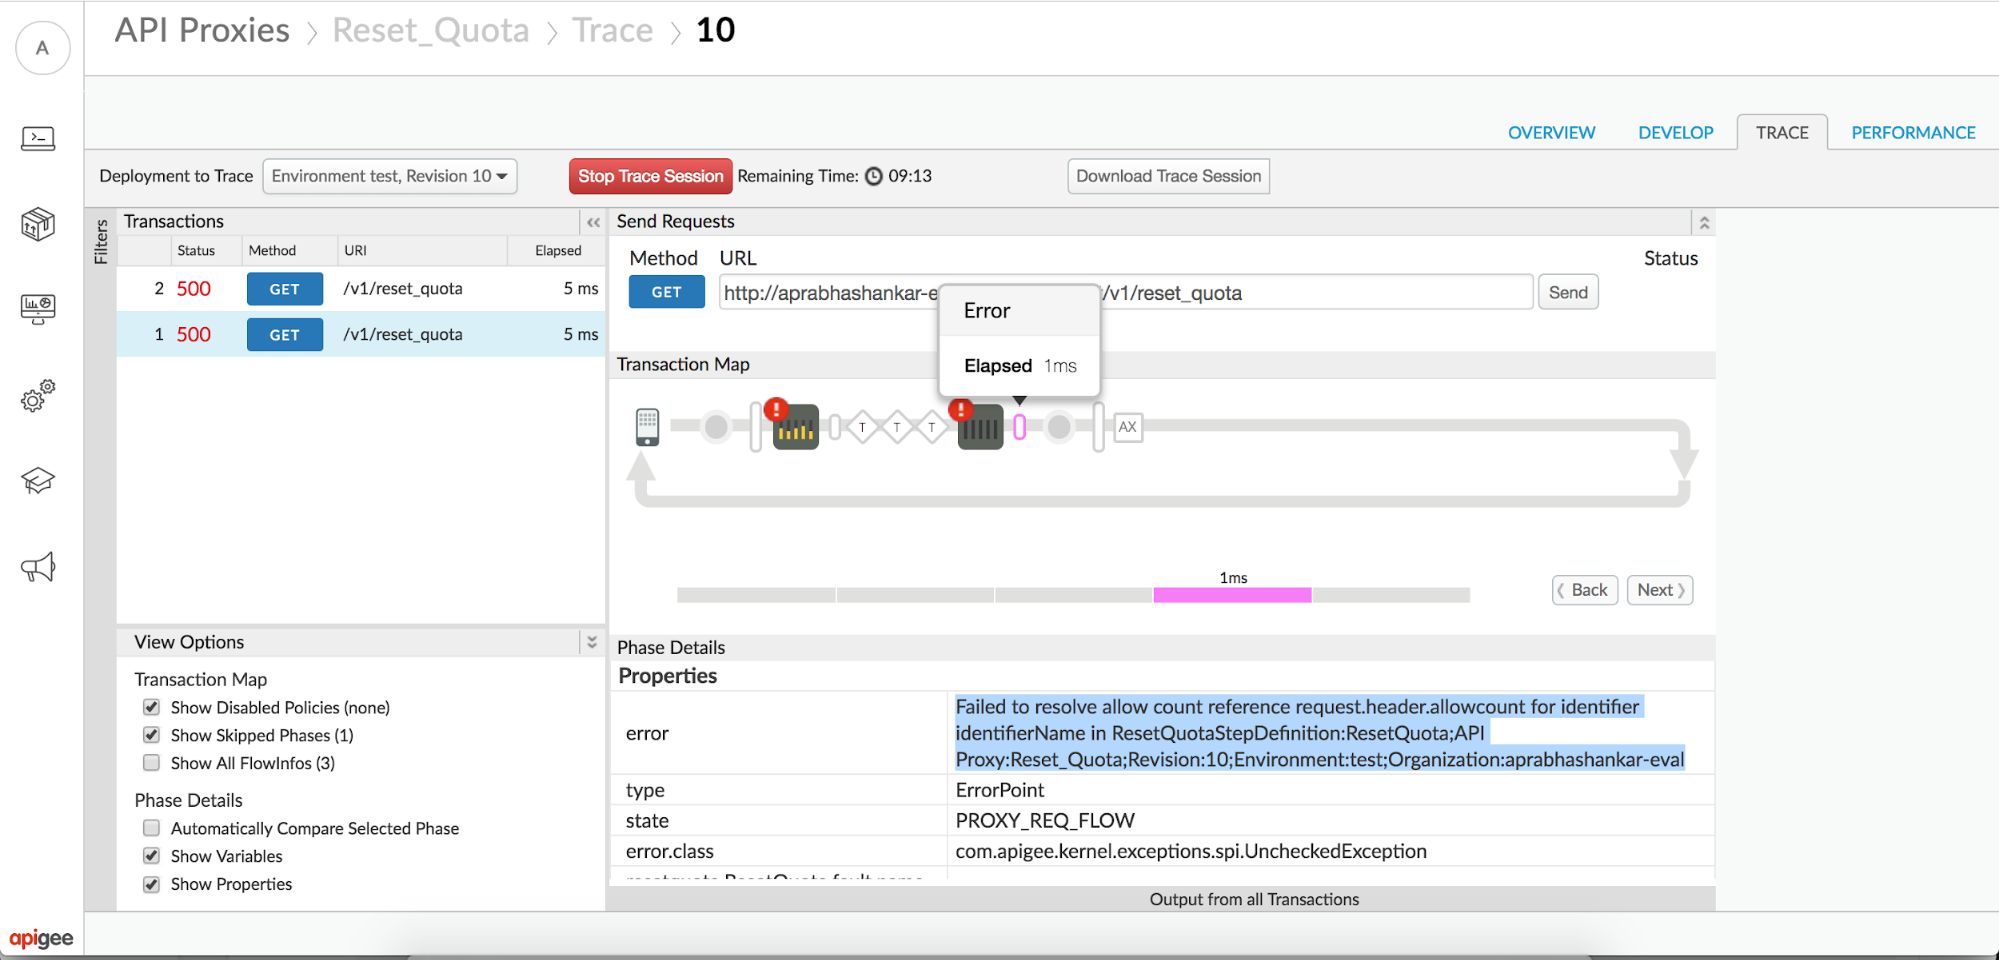 API Proxies > Reset_Quota > Trace > 10
A
OVERVIEW
DEVELOP
TRACE
PERFORMANCE
Deployment to Trace
Environment test, Revision 10
Stop Trace Session
Remaining Time: 09:13
Download Trace Session
Filters
Transactions
Status Method URI Elapsed
2 500 GET /v1/reset_quota 5 ms
1 500 GET /v1/reset_quota 5 ms
Send Requests
Method URL Status
GET http://aprabhashankar-e /v1/reset_quota Send
Error
Elapsed 1ms
Transaction Map
T T T AX
1ms
Back Next
View Options
Transaction Map
Show Disabled Policies (none)
Show Skipped Phases (1)
Show All FlowInfos (3)
Phase Details
Automatically Compare Selected Phase
Show Variables
Show Properties
Phase Details
Properties
error
Failed to resolve allow count reference request.header.allowcount for identifier
identifierName in ResetQuotaStepDefinition:ResetQuota;API
Proxy:Reset_Quota;Revision:10;Environment:test;Organization:aprabhashankar-eval
type ErrorPoint
state PROXY_REQ_FLOW
error.class com.apigee.kernel.exceptions.spi.UncheckedException
Output from all Transactions
apigee